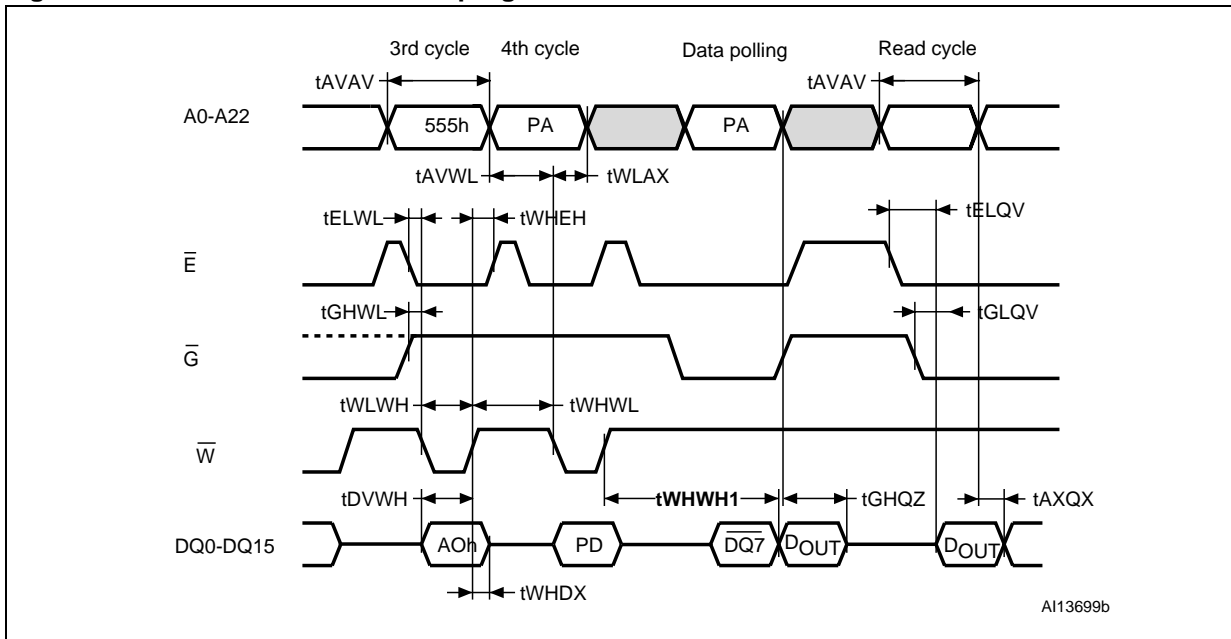 3rd cycle 4th cycle Data polling Read cycle
tAVAV tAVAV
A0-A22 555h PA PA
tAVWL tWLAX
tELWL tWHEH tELQV
E
tGHWL tGLQV
G
tWLWH tWHWL
W
tDVWH tWHWH1 tGHQZ tAXQX
DQ0-DQ15 AOh PD DQ7 DOUT DOUT
tWHDX
AI13699b